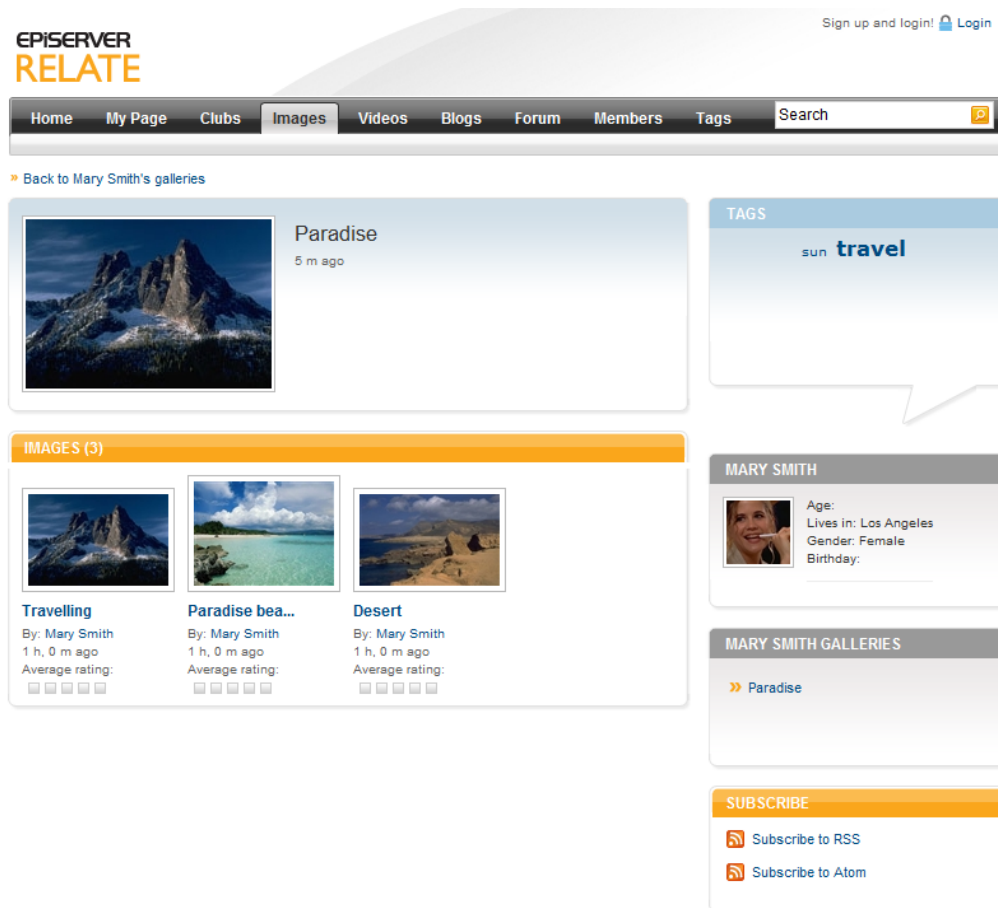 Sign up and login! Login
EPiSERVER
RELATE
Home My Page Clubs Images Videos Blogs Forum Members Tags Search
» Back to Mary Smith's galleries
Paradise
5 m ago
TAGS
sun travel
IMAGES (3)
Travelling
By: Mary Smith
1 h, 0 m ago
Average rating:
Paradise bea...
By: Mary Smith
1 h, 0 m ago
Average rating:
Desert
By: Mary Smith
1 h, 0 m ago
Average rating:
MARY SMITH
Age:
Lives in: Los Angeles
Gender: Female
Birthday:
MARY SMITH GALLERIES
» Paradise
SUBSCRIBE
Subscribe to RSS
Subscribe to Atom